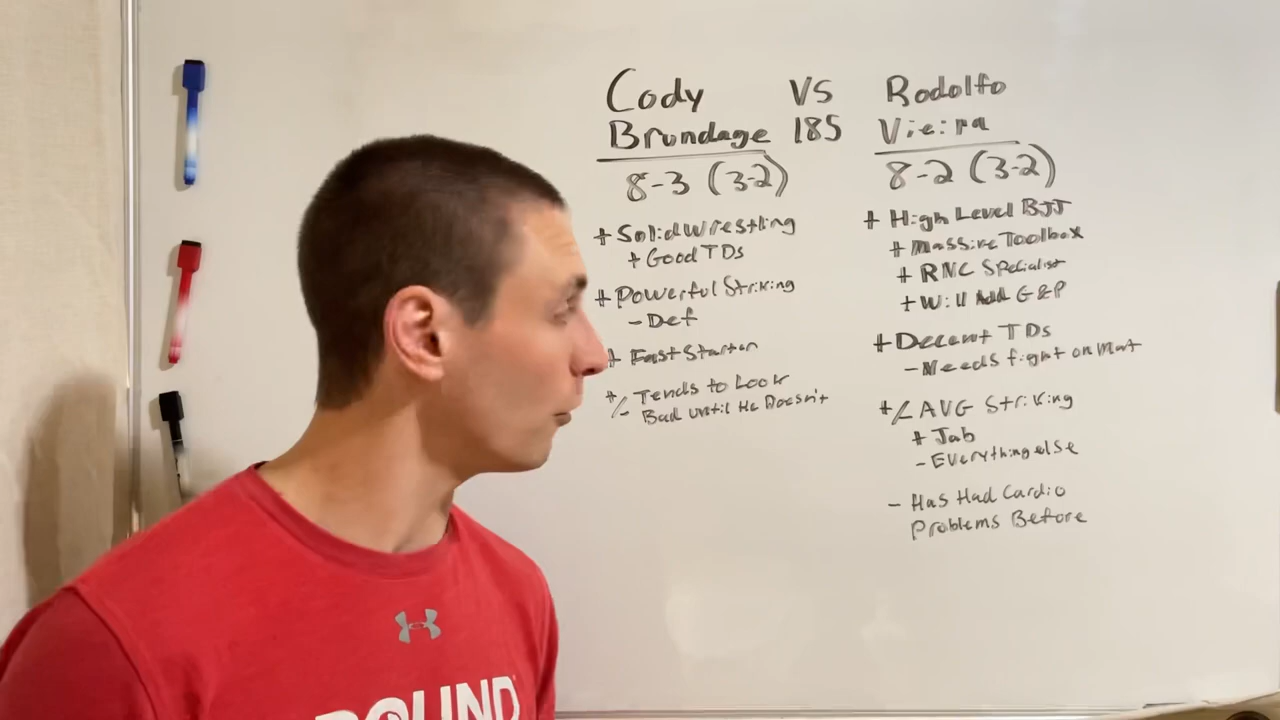 Cody VS Rodolfo
Brundage 185 Vieira
8-3 (3-2)
+ Solid Wrestling
+ Good TDs
+ Powerful Striking
- Def
+ Fast Starter
+/- Tends to Look
Bad until He Doesn't
8-2 (3-2)
+ High Level BJJ
+ Massive Toolbox
+ RNC Specialist
+ Will Add G&P
+ Decent TDs
- Needs fight on Mat
+/- AVG Striking
+ Jab
- Everything else
- Has Had Cardio
Problems Before
ROUND